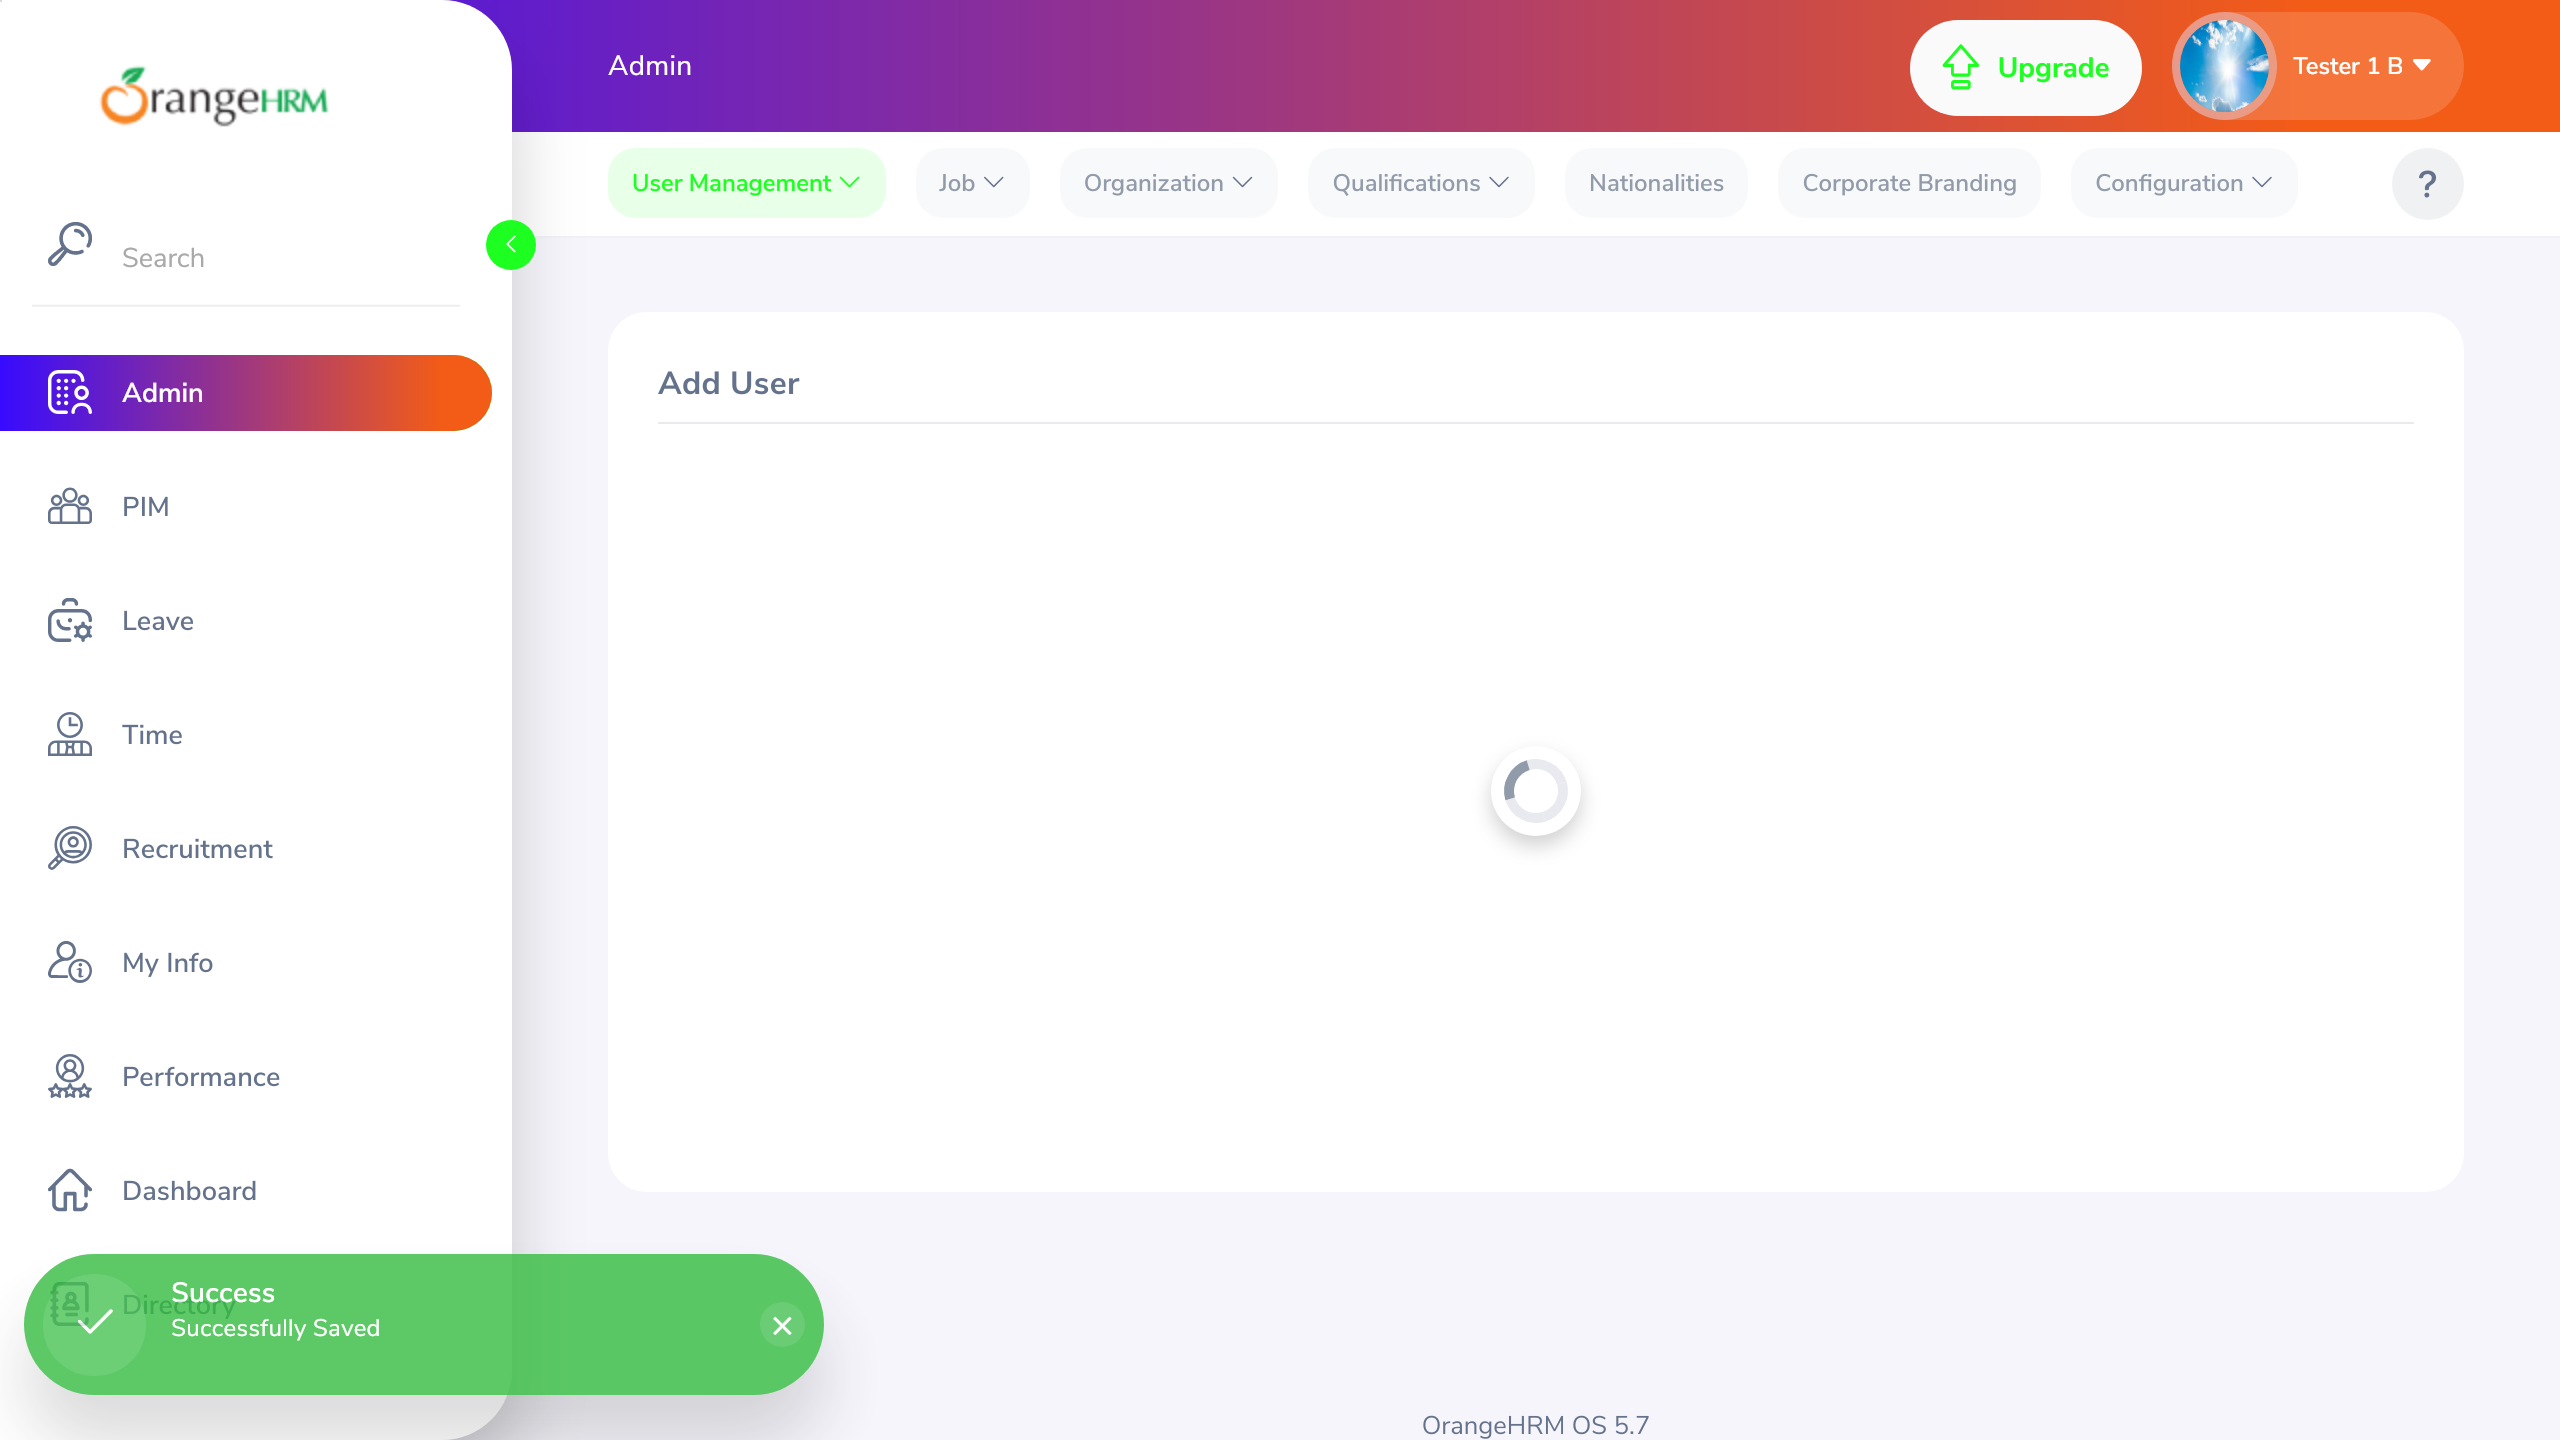 OrangeHRM
Search
Admin
PIM
Leave
Time
Recruitment
My Info
Performance
Dashboard
Directory
Admin
Upgrade
Tester 1 B
User Management
Job
Organization
Qualifications
Nationalities
Corporate Branding
Configuration
?
Add User
Success
Successfully Saved
OrangeHRM OS 5.7